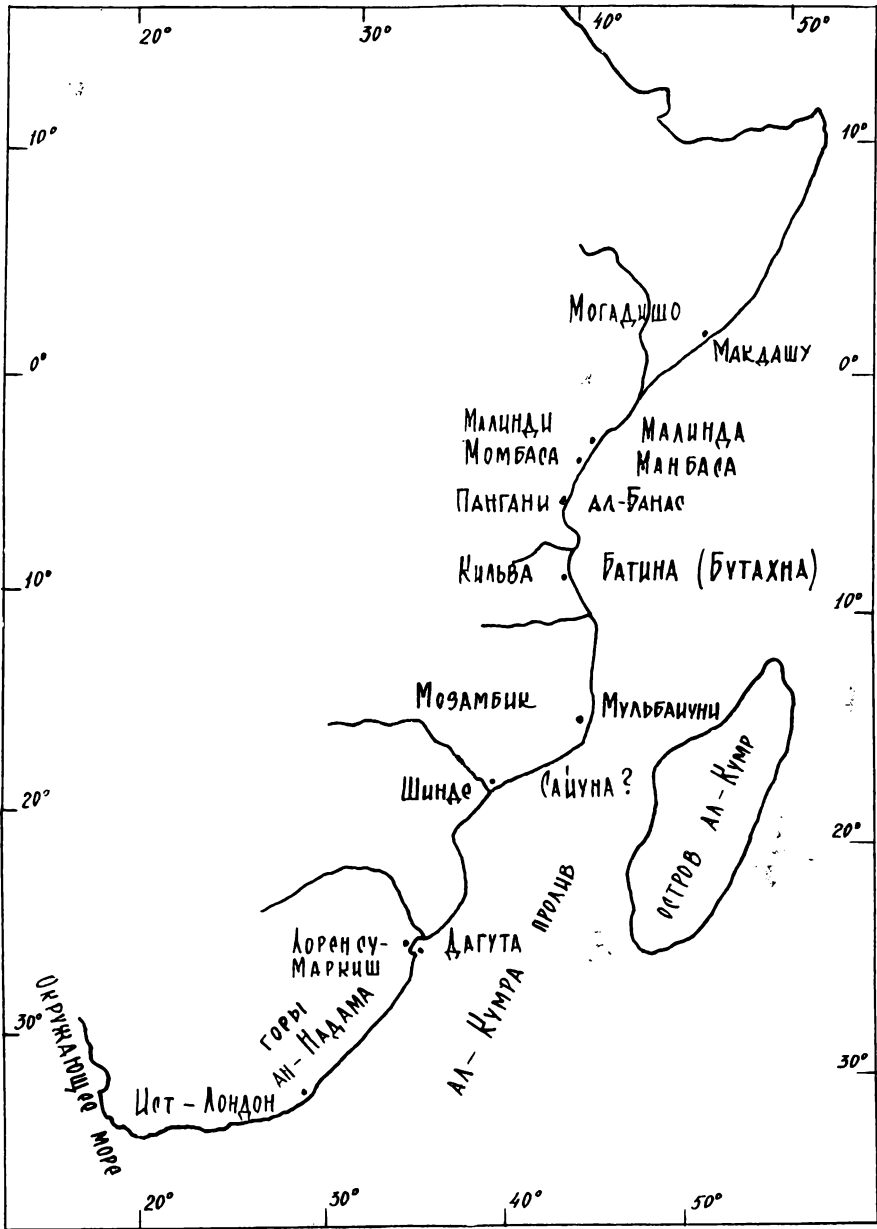 20° 30° 40° 50°
10° 10°
Могадишо
Макдашу
0° 0°
Малинди Малинда
Момбаса Манбаса
Пангани ал-Банас
Кильва Батина (Бутахна)
10° 10°
Мозамбик Мульбаиуни
Шинде Сайуна?
20° 20°
остров ал-Кумр
ал-Кумра пролив
Лоренсу-
Маркиш
Дагута
горы
ан-Надама
30° 30°
Окружающее море
Ист-Лондон
20° 30° 40° 50°